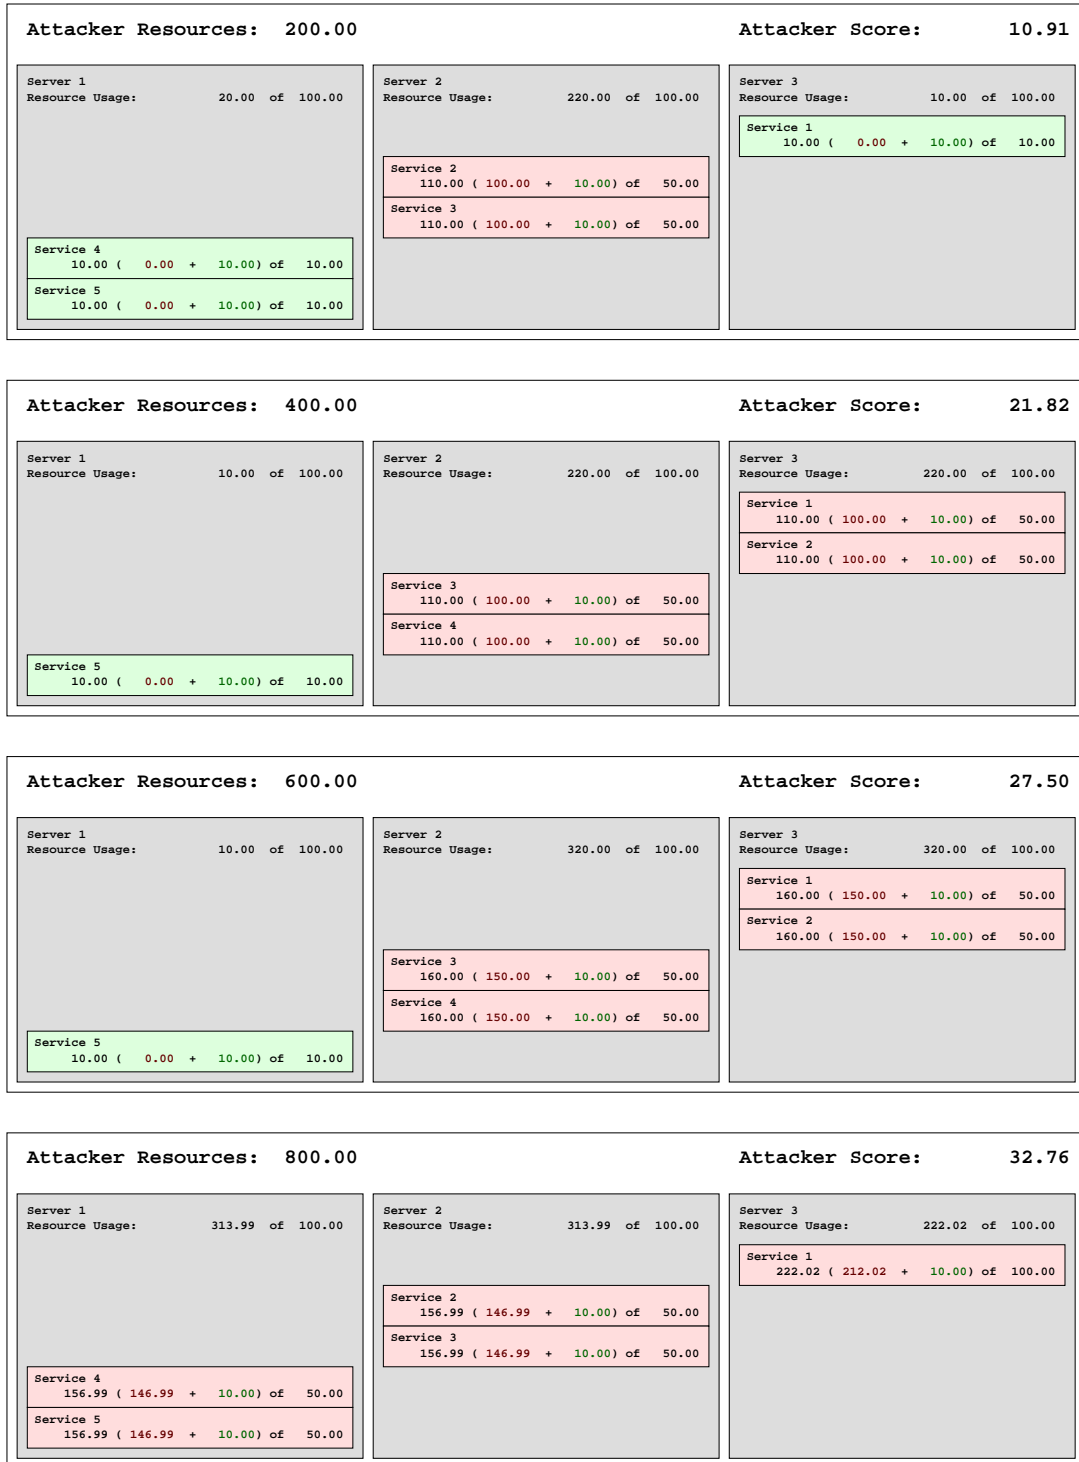 Attacker Resources: 200.00 Attacker Score: 10.91
Server 1
Resource Usage: 20.00 of 100.00
Service 4
10.00 ( 0.00 + 10.00) of 10.00
Service 5
10.00 ( 0.00 + 10.00) of 10.00
Server 2
Resource Usage: 220.00 of 100.00
Service 2
110.00 ( 100.00 + 10.00) of 50.00
Service 3
110.00 ( 100.00 + 10.00) of 50.00
Server 3
Resource Usage: 10.00 of 100.00
Service 1
10.00 ( 0.00 + 10.00) of 10.00
Attacker Resources: 400.00 Attacker Score: 21.82
Server 1
Resource Usage: 10.00 of 100.00
Service 5
10.00 ( 0.00 + 10.00) of 10.00
Server 2
Resource Usage: 220.00 of 100.00
Service 3
110.00 ( 100.00 + 10.00) of 50.00
Service 4
110.00 ( 100.00 + 10.00) of 50.00
Server 3
Resource Usage: 220.00 of 100.00
Service 1
110.00 ( 100.00 + 10.00) of 50.00
Service 2
110.00 ( 100.00 + 10.00) of 50.00
Attacker Resources: 600.00 Attacker Score: 27.50
Server 1
Resource Usage: 10.00 of 100.00
Service 5
10.00 ( 0.00 + 10.00) of 10.00
Server 2
Resource Usage: 320.00 of 100.00
Service 3
160.00 ( 150.00 + 10.00) of 50.00
Service 4
160.00 ( 150.00 + 10.00) of 50.00
Server 3
Resource Usage: 320.00 of 100.00
Service 1
160.00 ( 150.00 + 10.00) of 50.00
Service 2
160.00 ( 150.00 + 10.00) of 50.00
Attacker Resources: 800.00 Attacker Score: 32.76
Server 1
Resource Usage: 313.99 of 100.00
Service 4
156.99 ( 146.99 + 10.00) of 50.00
Service 5
156.99 ( 146.99 + 10.00) of 50.00
Server 2
Resource Usage: 313.99 of 100.00
Service 2
156.99 ( 146.99 + 10.00) of 50.00
Service 3
156.99 ( 146.99 + 10.00) of 50.00
Server 3
Resource Usage: 222.02 of 100.00
Service 1
222.02 ( 212.02 + 10.00) of 100.00